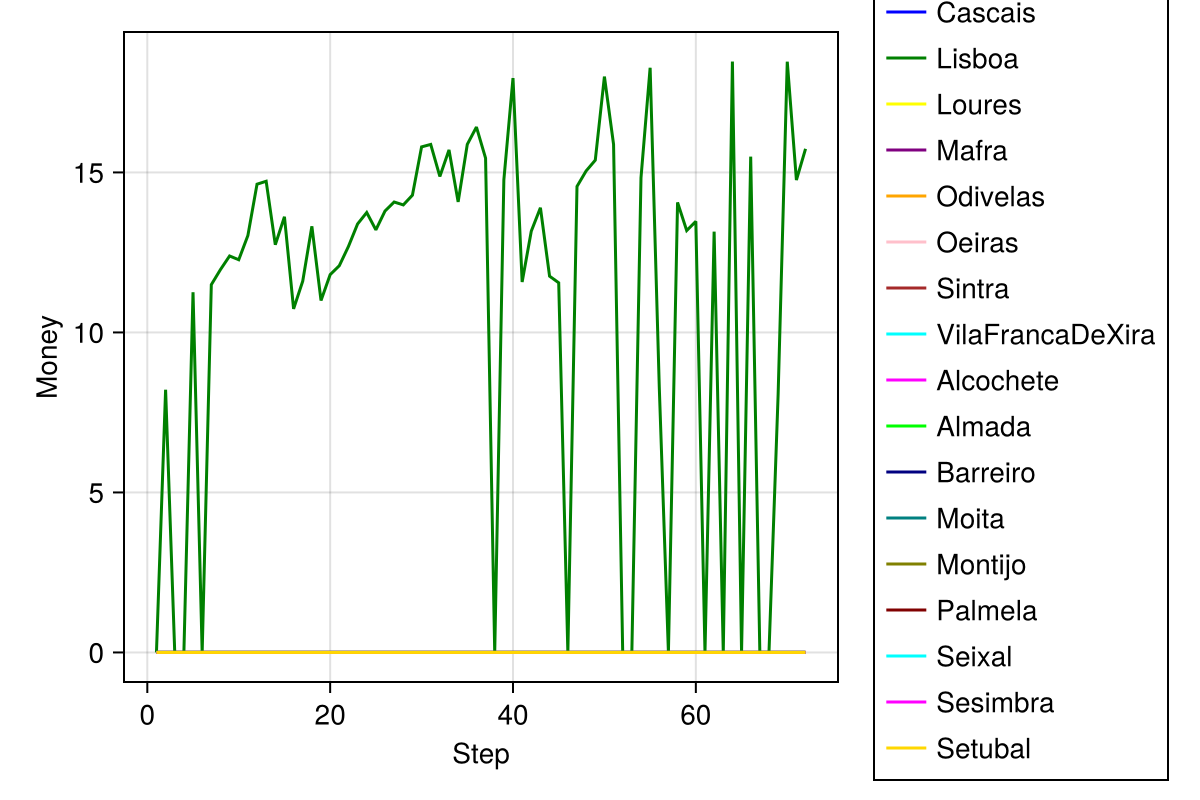 Cascais
Lisboa
Loures
Mafra
Odivelas
Oeiras
Sintra
VilaFrancaDeXira
Alcochete
Almada
Barreiro
Moita
Montijo
Palmela
Seixal
Sesimbra
Setubal
Money
15
10
5
0
0 20 40 60
Step